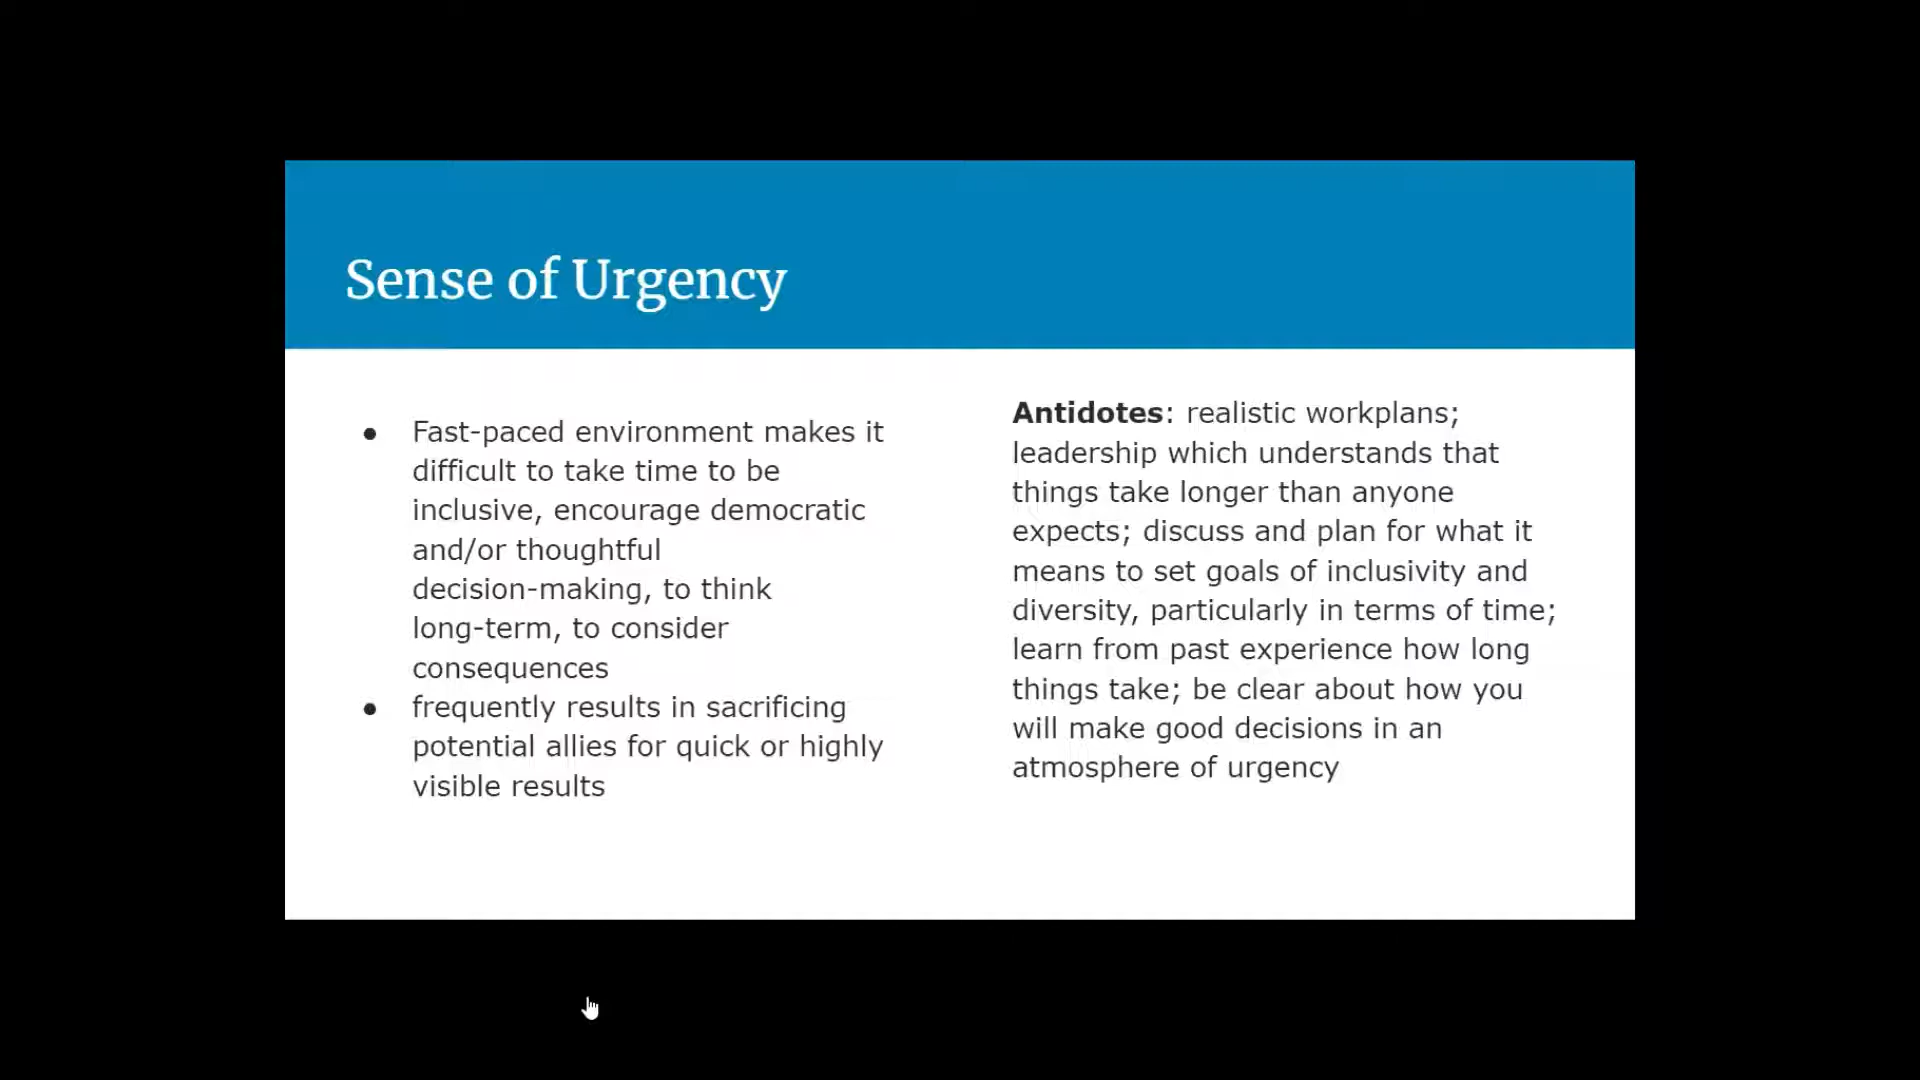 Sense of Urgency
● Fast-paced environment makes it
difficult to take time to be
inclusive, encourage democratic
and/or thoughtful
decision-making, to think
long-term, to consider
consequences
● frequently results in sacrificing
potential allies for quick or highly
visible results
Antidotes: realistic workplans;
leadership which understands that
things take longer than anyone
expects; discuss and plan for what it
means to set goals of inclusivity and
diversity, particularly in terms of time;
learn from past experience how long
things take; be clear about how you
will make good decisions in an
atmosphere of urgency